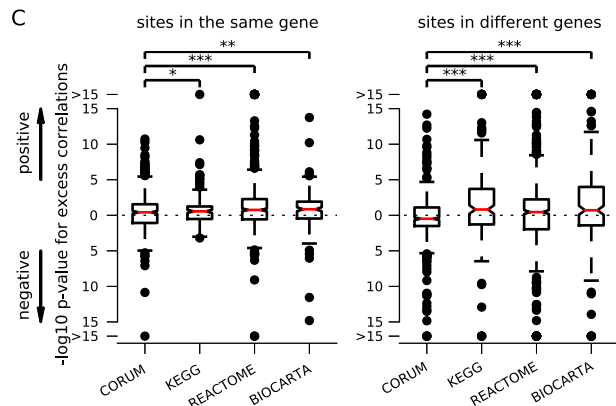 C
sites in the same gene
sites in different genes
**
***
*
***
***
***
-log10 p-value for excess correlations
positive
negative
>15
15
10
5
0
5
10
15
>15
>15
15
10
5
0
5
10
15
>15
CORUM
KEGG
REACTOME
BIOCARTA
CORUM
KEGG
REACTOME
BIOCARTA